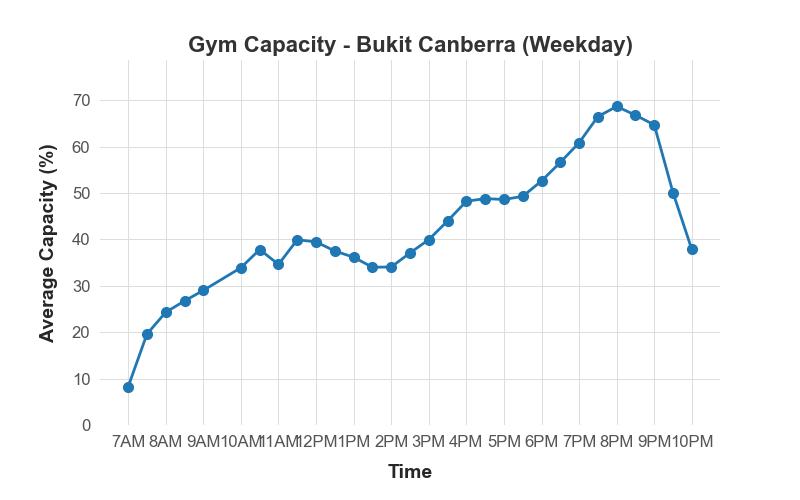 Gym Capacity - Bukit Canberra (Weekday)
Average Capacity (%)
70
60
50
40
30
20
10
0
7AM 8AM 9AM 10AM 11AM 12PM 1PM 2PM 3PM 4PM 5PM 6PM 7PM 8PM 9PM 10PM
Time